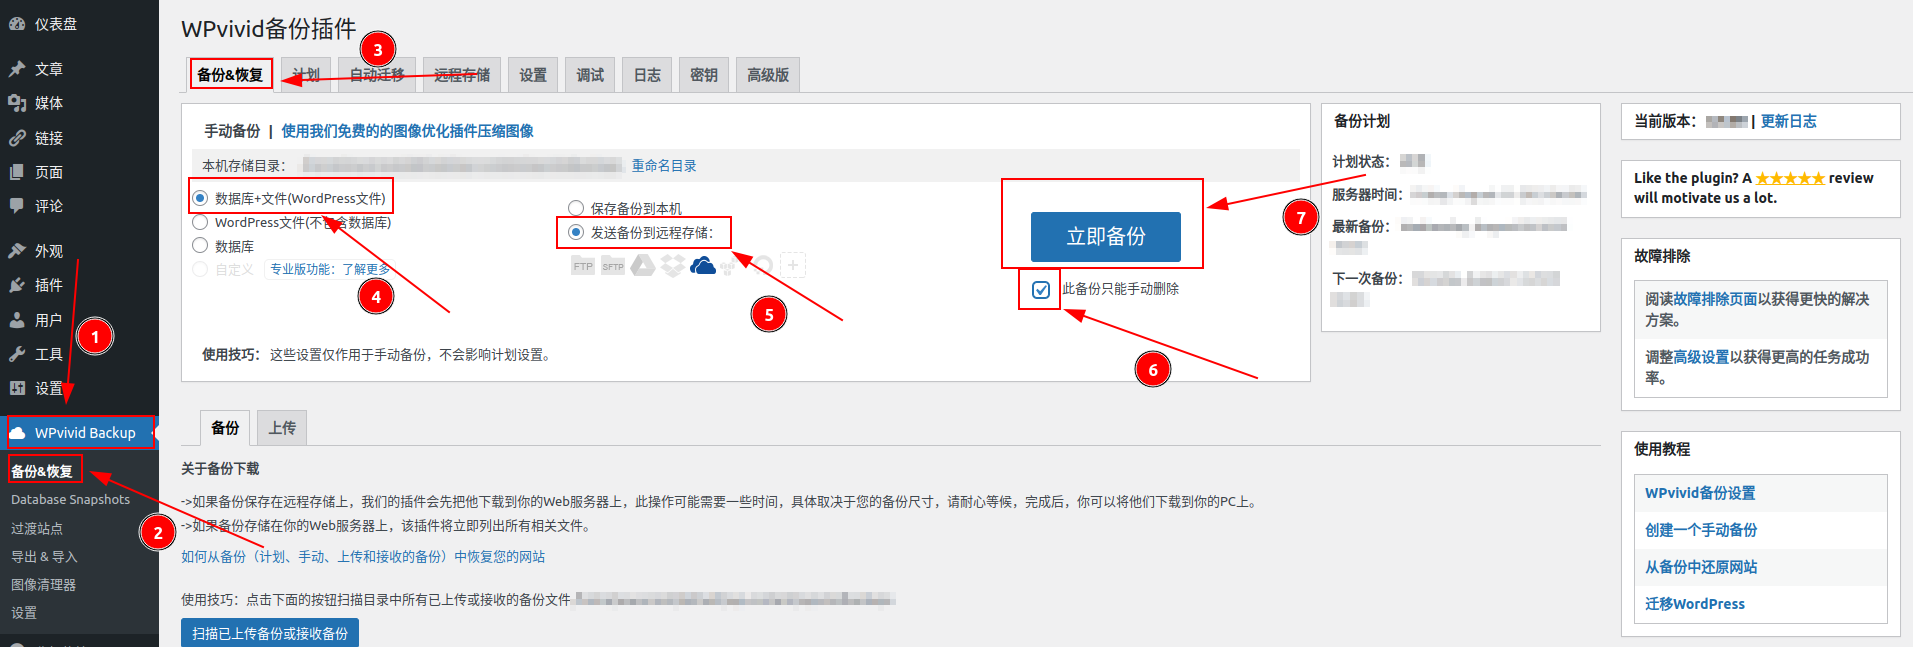 WPvivid备份插件
仪表盘
文章
媒体
链接
页面
评论
外观
插件
用户
工具
设置
WPvivid Backup
备份&恢复
Database Snapshots
过渡站点
导出 & 导入
图像清理器
设置
1
2
3
备份&恢复
计划
自动迁移
远程存储
设置
调试
日志
密钥
高级版
手动备份 | 使用我们免费的的图像优化插件压缩图像
本机存储目录：
重命名目录
数据库+文件(WordPress文件)
WordPress文件(不包含数据库)
数据库
自定义 专业版功能：了解更多
4
保存备份到本机
发送备份到远程存储：
FTP SFTP
5
立即备份
此备份只能手动删除
6
7
使用技巧： 这些设置仅作用于手动备份，不会影响计划设置。
备份计划
计划状态：
服务器时间：
最新备份：
下一次备份：
当前版本： | 更新日志
Like the plugin? A ★★★★★ review
will motivate us a lot.
故障排除
阅读故障排除页面以获得更快的解决
方案。
调整高级设置以获得更高的任务成功
率。
使用教程
WPvivid备份设置
创建一个手动备份
从备份中还原网站
迁移WordPress
备份
上传
关于备份下载
->如果备份保存在远程存储上，我们的插件会先把他下载到你的Web服务器上，此操作可能需要一些时间，具体取决于您的备份尺寸，请耐心等候，完成后，你可以将他们下载到你的PC上。
->如果备份存储在你的Web服务器上，该插件将立即列出所有相关文件。
如何从备份（计划、手动、上传和接收的备份）中恢复您的网站
使用技巧：点击下面的按钮扫描目录中所有已上传或接收的备份文件
扫描已上传备份或接收备份